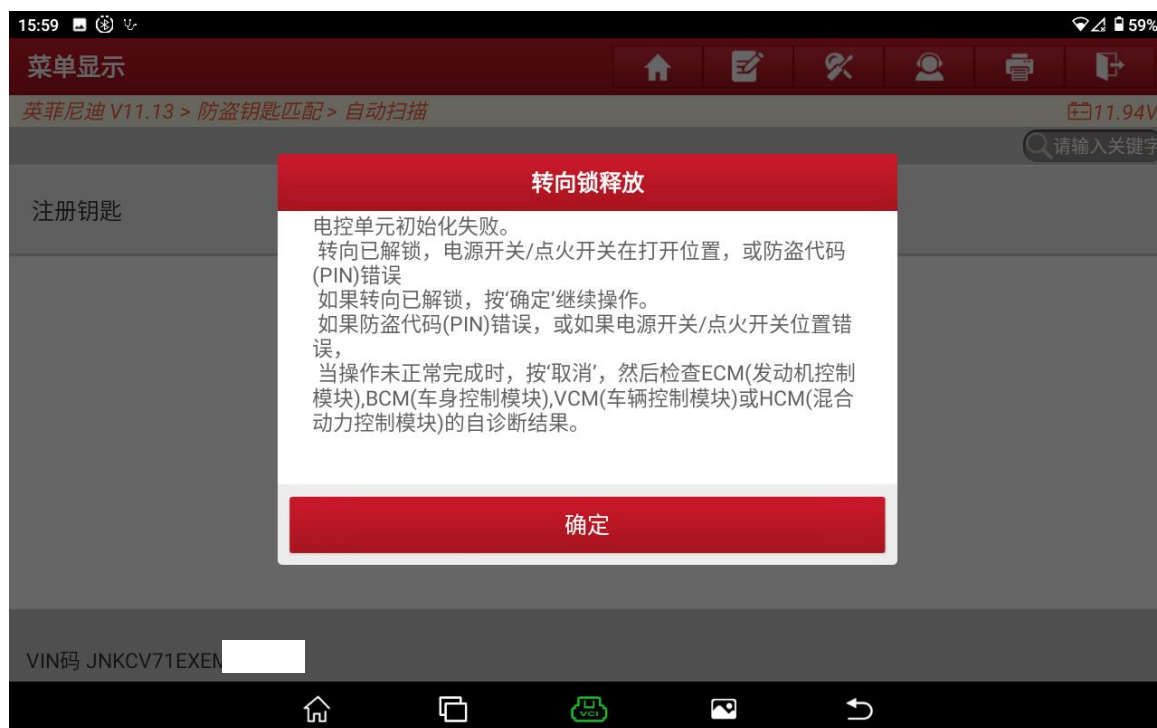 15:59
59%
菜单显示
英菲尼迪 V11.13 > 防盗钥匙匹配 > 自动扫描
11.94V
请输入关键字
转向锁释放
注册钥匙
电控单元初始化失败。
转向已解锁，电源开关/点火开关在打开位置，或防盗代码
(PIN)错误
如果转向已解锁，按‘确定’继续操作。
如果防盗代码(PIN)错误，或如果电源开关/点火开关位置错
误，
当操作未正常完成时，按‘取消’，然后检查ECM(发动机控制
模块),BCM(车身控制模块),VCM(车辆控制模块)或HCM(混合
动力控制模块)的自诊断结果。
确定
VIN码 JNKCV71EXEM
VCI